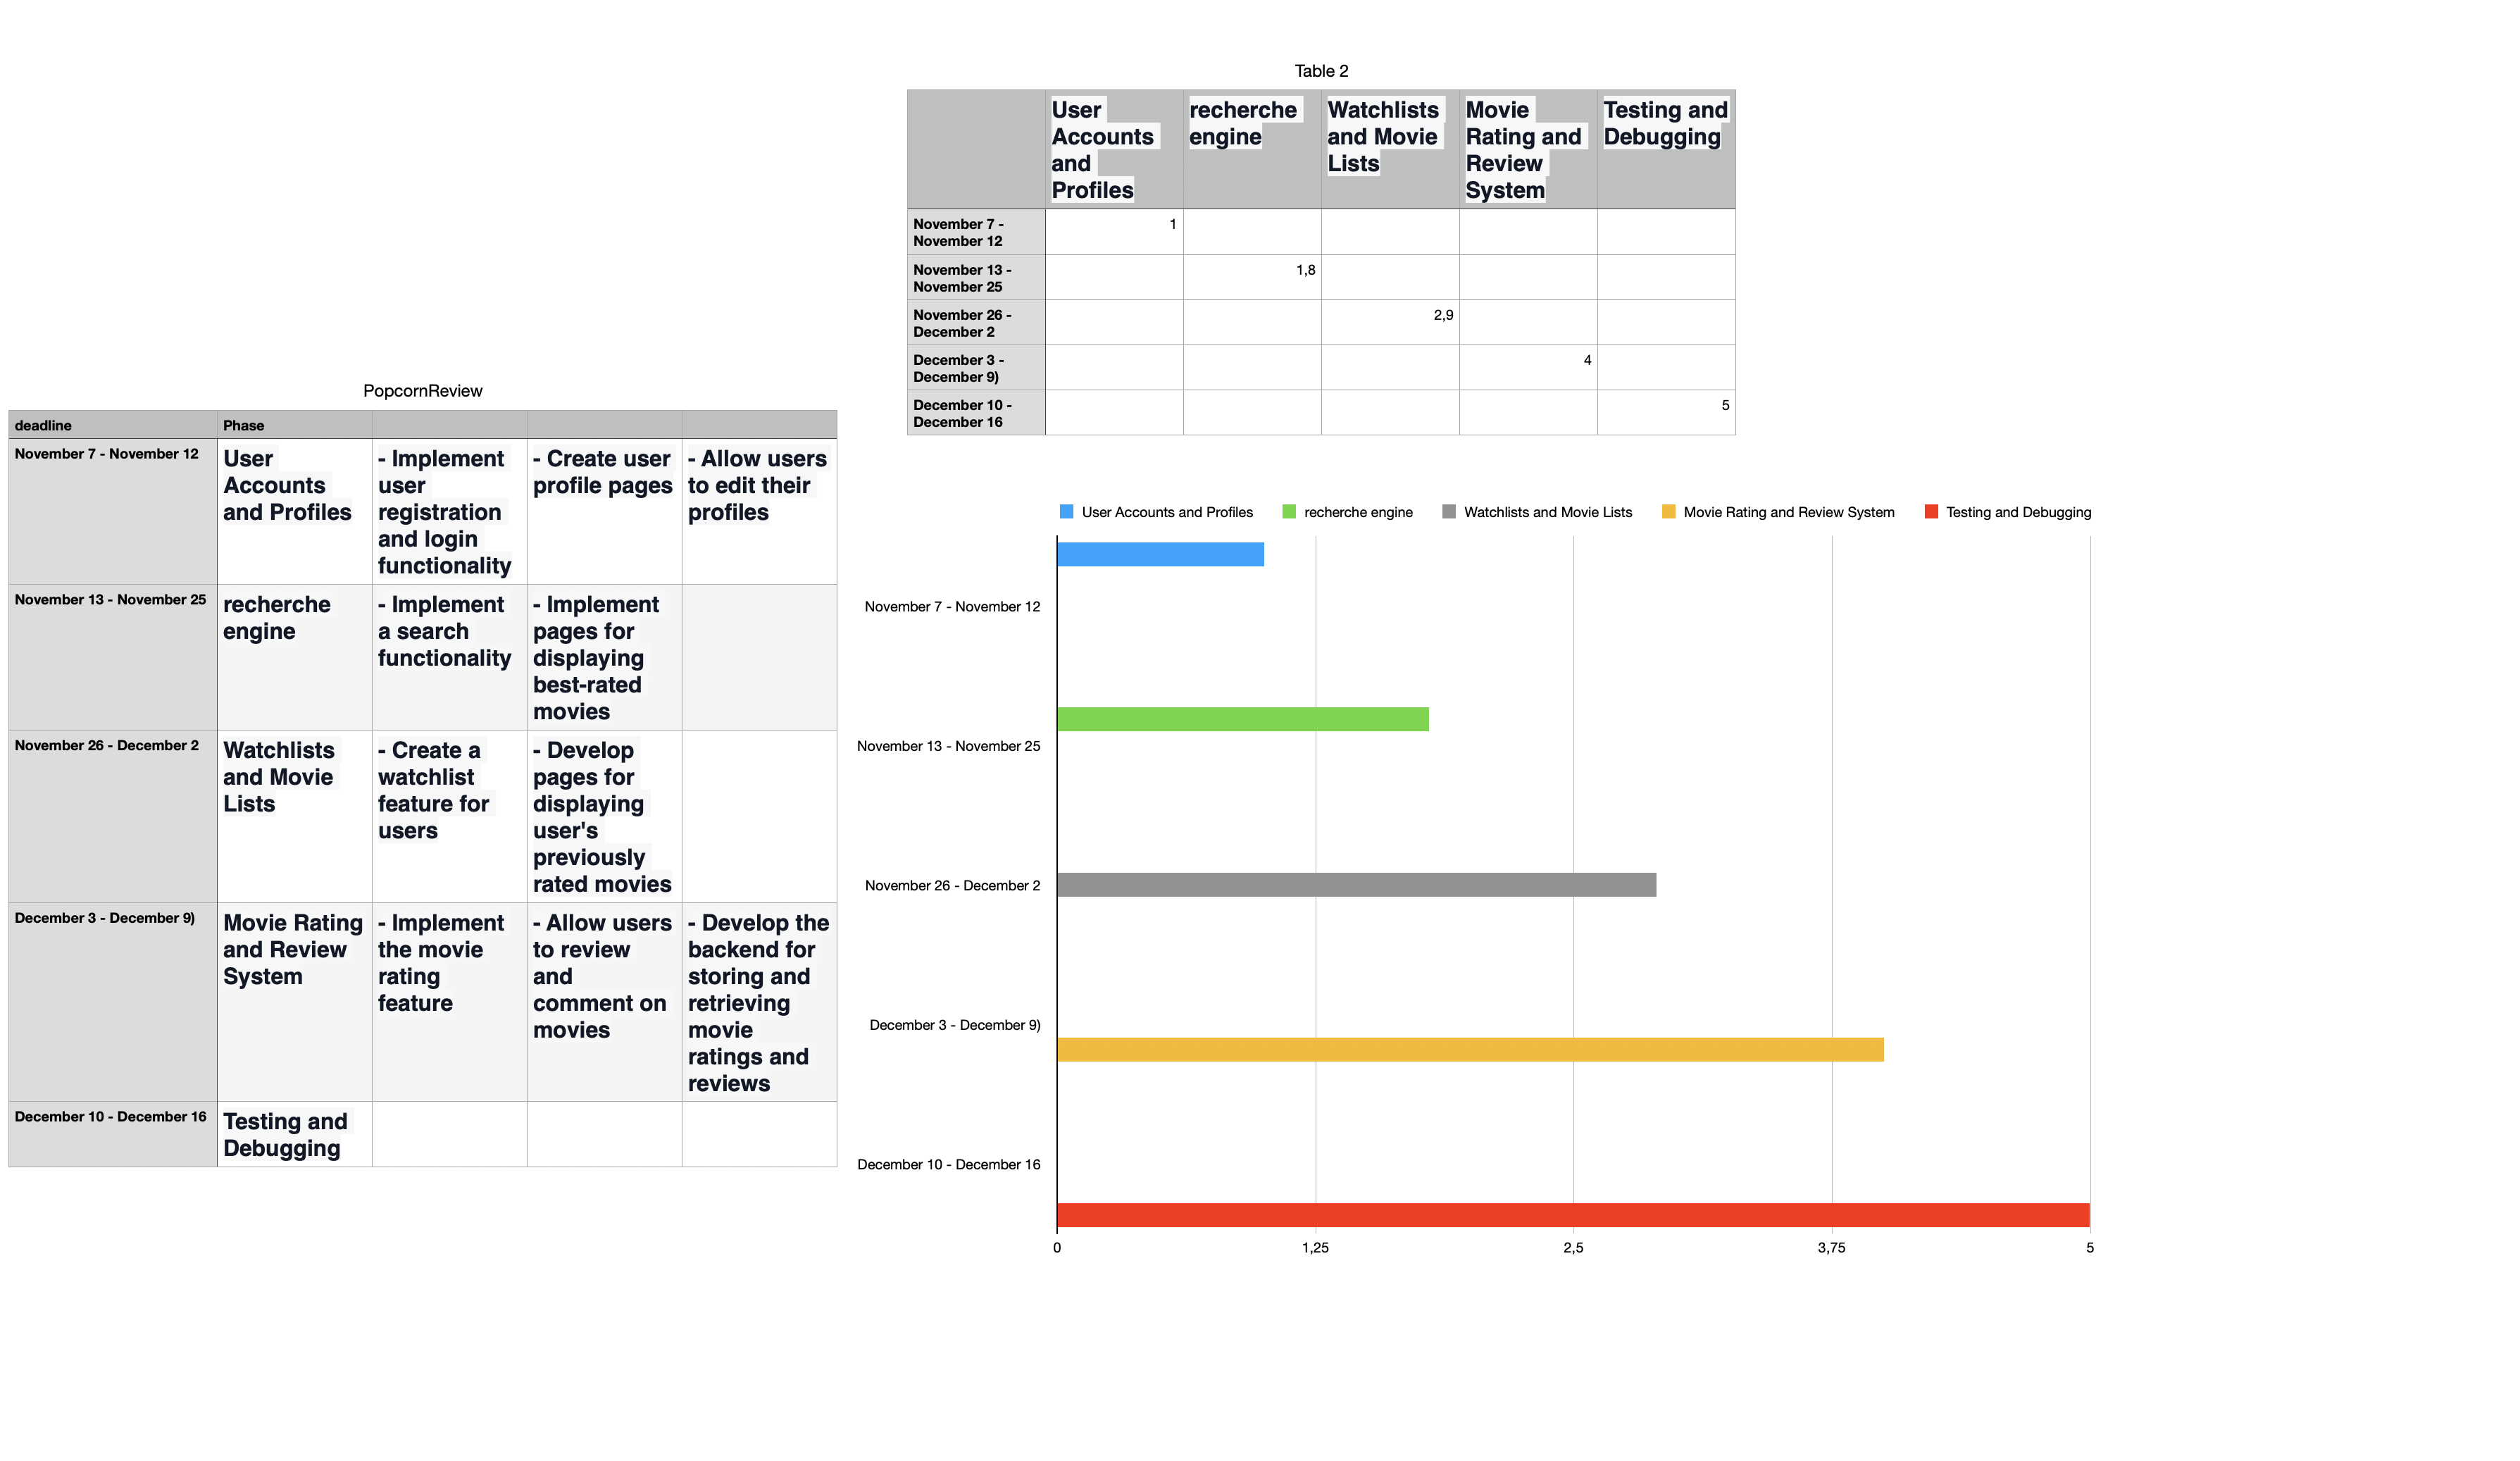 Table 2
User
Accounts
and
Profiles
recherche
engine
Watchlists
and Movie
Lists
Movie
Rating and
Review
System
Testing and
Debugging
November 7 -
November 12
1
November 13 -
November 25
1,8
November 26 -
December 2
2,9
December 3 -
December 9)
4
December 10 -
December 16
5
PopcornReview
deadline
Phase
November 7 - November 12
User
Accounts
and Profiles
- Implement
user
registration
and login
functionality
- Create user
profile pages
- Allow users
to edit their
profiles
November 13 - November 25
recherche
engine
- Implement
a search
functionality
- Implement
pages for
displaying
best-rated
movies
November 26 - December 2
Watchlists
and Movie
Lists
- Create a
watchlist
feature for
users
- Develop
pages for
displaying
user's
previously
rated movies
December 3 - December 9)
Movie Rating
and Review
System
- Implement
the movie
rating
feature
- Allow users
to review
and
comment on
movies
- Develop the
backend for
storing and
retrieving
movie
ratings and
reviews
December 10 - December 16
Testing and
Debugging
User Accounts and Profiles
recherche engine
Watchlists and Movie Lists
Movie Rating and Review System
Testing and Debugging
November 7 - November 12
November 13 - November 25
November 26 - December 2
December 3 - December 9)
December 10 - December 16
0
1,25
2,5
3,75
5